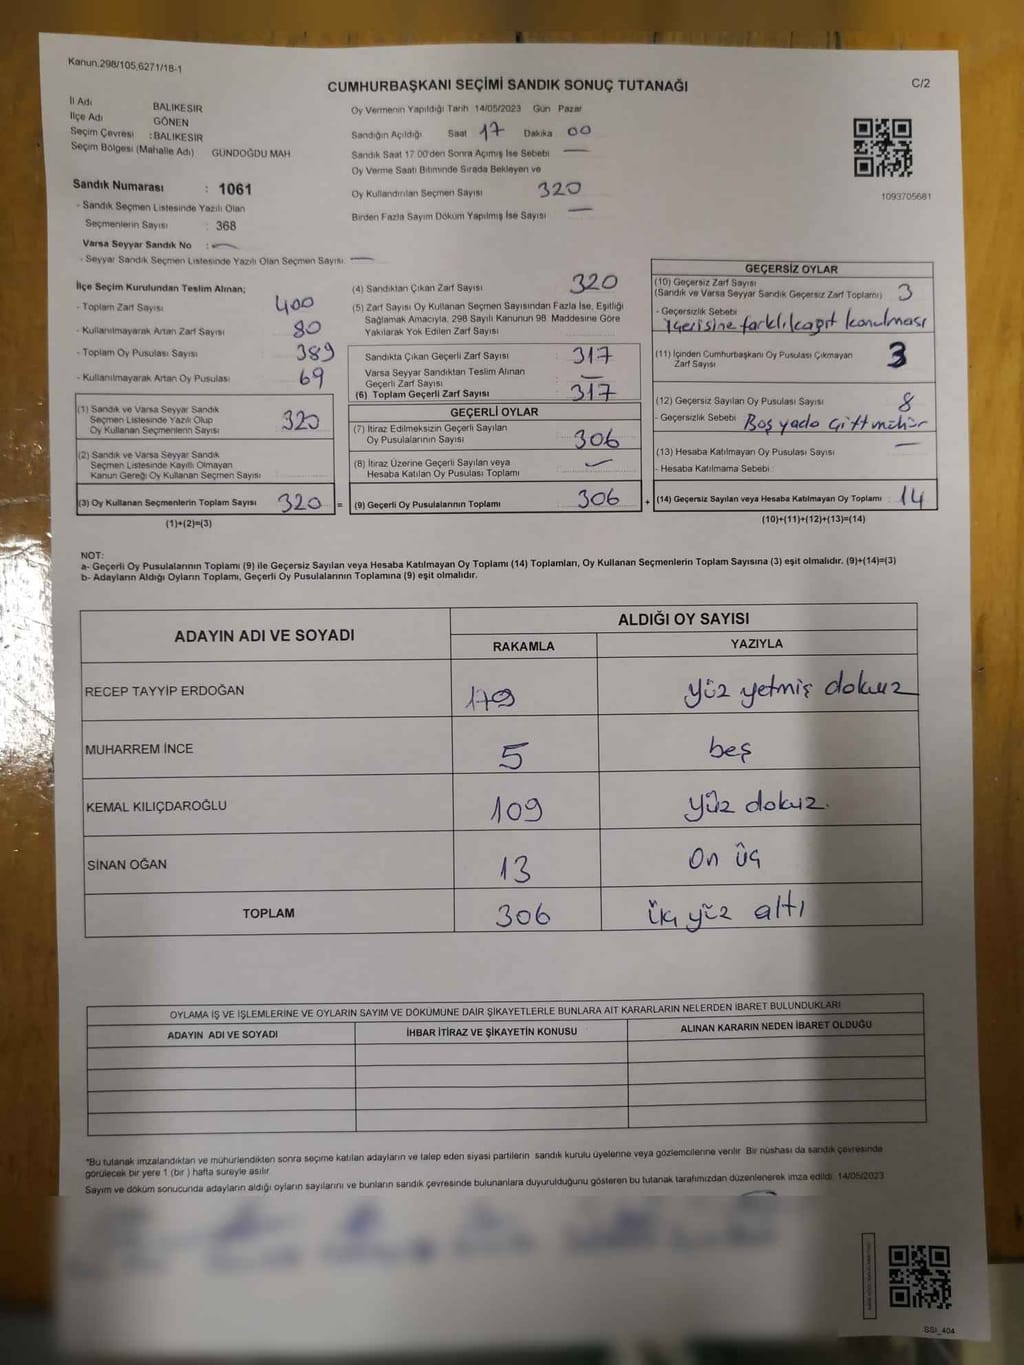 Kanun.298/105,6271/18-1
CUMHURBAŞKANI SEÇİMİ SANDIK SONUÇ TUTANAĞI
C/2
İl Adı BALIKESİR
İlçe Adı GÖNEN
Seçim Çevresi :BALIKESİR
Seçim Bölgesi (Mahalle Adı) GÜNDOĞDU MAH
Sandık Numarası : 1061
- Sandık Seçmen Listesinde Yazılı Olan
Seçmenlerin Sayısı : 368
Varsa Seyyar Sandık No :
- Seyyar Sandık Seçmen Listesinde Yazılı Olan Seçmen Sayısı:
Oy Vermenin Yapıldığı Tarih 14/05/2023 Gün Pazar
Sandığın Açıldığı Saat 17 Dakika 00
Sandık Saat 17:00'den Sonra Açılmış İse Sebebi
Oy Verme Saati Bitiminde Sırada Bekleyen ve
Oy Kullandırılan Seçmen Sayısı 320
Birden Fazla Sayım Döküm Yapılmış İse Sayısı
1093705681
İlçe Seçim Kurulundan Teslim Alınan;
- Toplam Zarf Sayısı 400
- Kullanılmayarak Artan Zarf Sayısı 80
- Toplam Oy Pusulası Sayısı 389
- Kullanılmayarak Artan Oy Pusulası 69
(1) Sandık ve Varsa Seyyar Sandık
Seçmen Listesinde Yazılı Olup
Oy Kullanan Seçmenlerin Sayısı 320
(2) Sandık ve Varsa Seyyar Sandık
Seçmen Listesinde Kayıtlı Olmayan
Kanun Gereği Oy Kullanan Seçmen Sayısı
(3) Oy Kullanan Seçmenlerin Toplam Sayısı 320 =
(1)+(2)=(3)
(4) Sandıktan Çıkan Zarf Sayısı 320
(5) Zarf Sayısı Oy Kullanan Seçmen Sayısından Fazla İse, Eşitliği
Sağlamak Amacıyla, 298 Sayılı Kanunun 98 Maddesine Göre
Yakılarak Yok Edilen Zarf Sayısı
Sandıkta Çıkan Geçerli Zarf Sayısı : 317
Varsa Seyyar Sandıktan Teslim Alınan
Geçerli Zarf Sayısı
(6) Toplam Geçerli Zarf Sayısı : 317
GEÇERLİ OYLAR
(7) İtiraz Edilmeksizin Geçerli Sayılan
Oy Pusulalarının Sayısı : 306
(8) İtiraz Üzerine Geçerli Sayılan veya
Hesaba Katılan Oy Pusulası Toplamı
(9) Geçerli Oy Pusulalarının Toplamı : 306 +
GEÇERSİZ OYLAR
(10) Geçersiz Zarf Sayısı
(Sandık ve Varsa Seyyar Sandık Geçersiz Zarf Toplamı) 3
- Geçersizlik Sebebi
içerisine farklı kağıt konulması
(11) İçinden Cumhurbaşkanı Oy Pusulası Çıkmayan
Zarf Sayısı 3
(12) Geçersiz Sayılan Oy Pusulası Sayısı 8
- Geçersizlik Sebebi Boş yada Çift mühür
(13) Hesaba Katılmayan Oy Pusulası Sayısı
- Hesaba Katılmama Sebebi
(14) Geçersiz Sayılan veya Hesaba Katılmayan Oy Toplamı : 14
(10)+(11)+(12)+(13)=(14)
NOT:
a- Geçerli Oy Pusulalarının Toplamı (9) ile Geçersiz Sayılan veya Hesaba Katılmayan Oy Toplamı (14) Toplamları, Oy Kullanan Seçmenlerin Toplam Sayısına (3) eşit olmalıdır. (9)+(14)=(3)
b- Adayların Aldığı Oyların Toplamı, Geçerli Oy Pusulalarının Toplamına (9) eşit olmalıdır.
ADAYIN ADI VE SOYADI
ALDIĞI OY SAYISI
RAKAMLA YAZIYLA
RECEP TAYYİP ERDOĞAN 179 yüz yetmiş dokuz
MUHARREM İNCE 5 beş
KEMAL KILIÇDAROĞLU 109 yüz dokuz.
SİNAN OĞAN 13 on üç
TOPLAM 306 iki yüz altı
OYLAMA İŞ VE İŞLEMLERİNE VE OYLARIN SAYIM VE DÖKÜMÜNE DAİR ŞİKAYETLERLE BUNLARA AİT KARARLARIN NELERDEN İBARET BULUNDUKLARI
ADAYIN ADI VE SOYADI İHBAR İTİRAZ VE ŞİKAYETİN KONUSU ALINAN KARARIN NEDEN İBARET OLDUĞU
*Bu tutanak imzalandıktan ve mühürlendikten sonra seçime katılan adayların ve talep eden siyasi partilerin sandık kurulu üyelerine veya gözlemcilerine verilir. Bir nüshası da sandık çevresinde
görülecek bir yere 1 (bir ) hafta süreyle asılır.
Sayım ve döküm sonucunda adayların aldığı oyların sayılarını ve bunların sandık çevresinde bulunanlara duyurulduğunu gösteren bu tutanak tarafımızdan düzenlenerek imza edildi. 14/05/2023
SSI_404